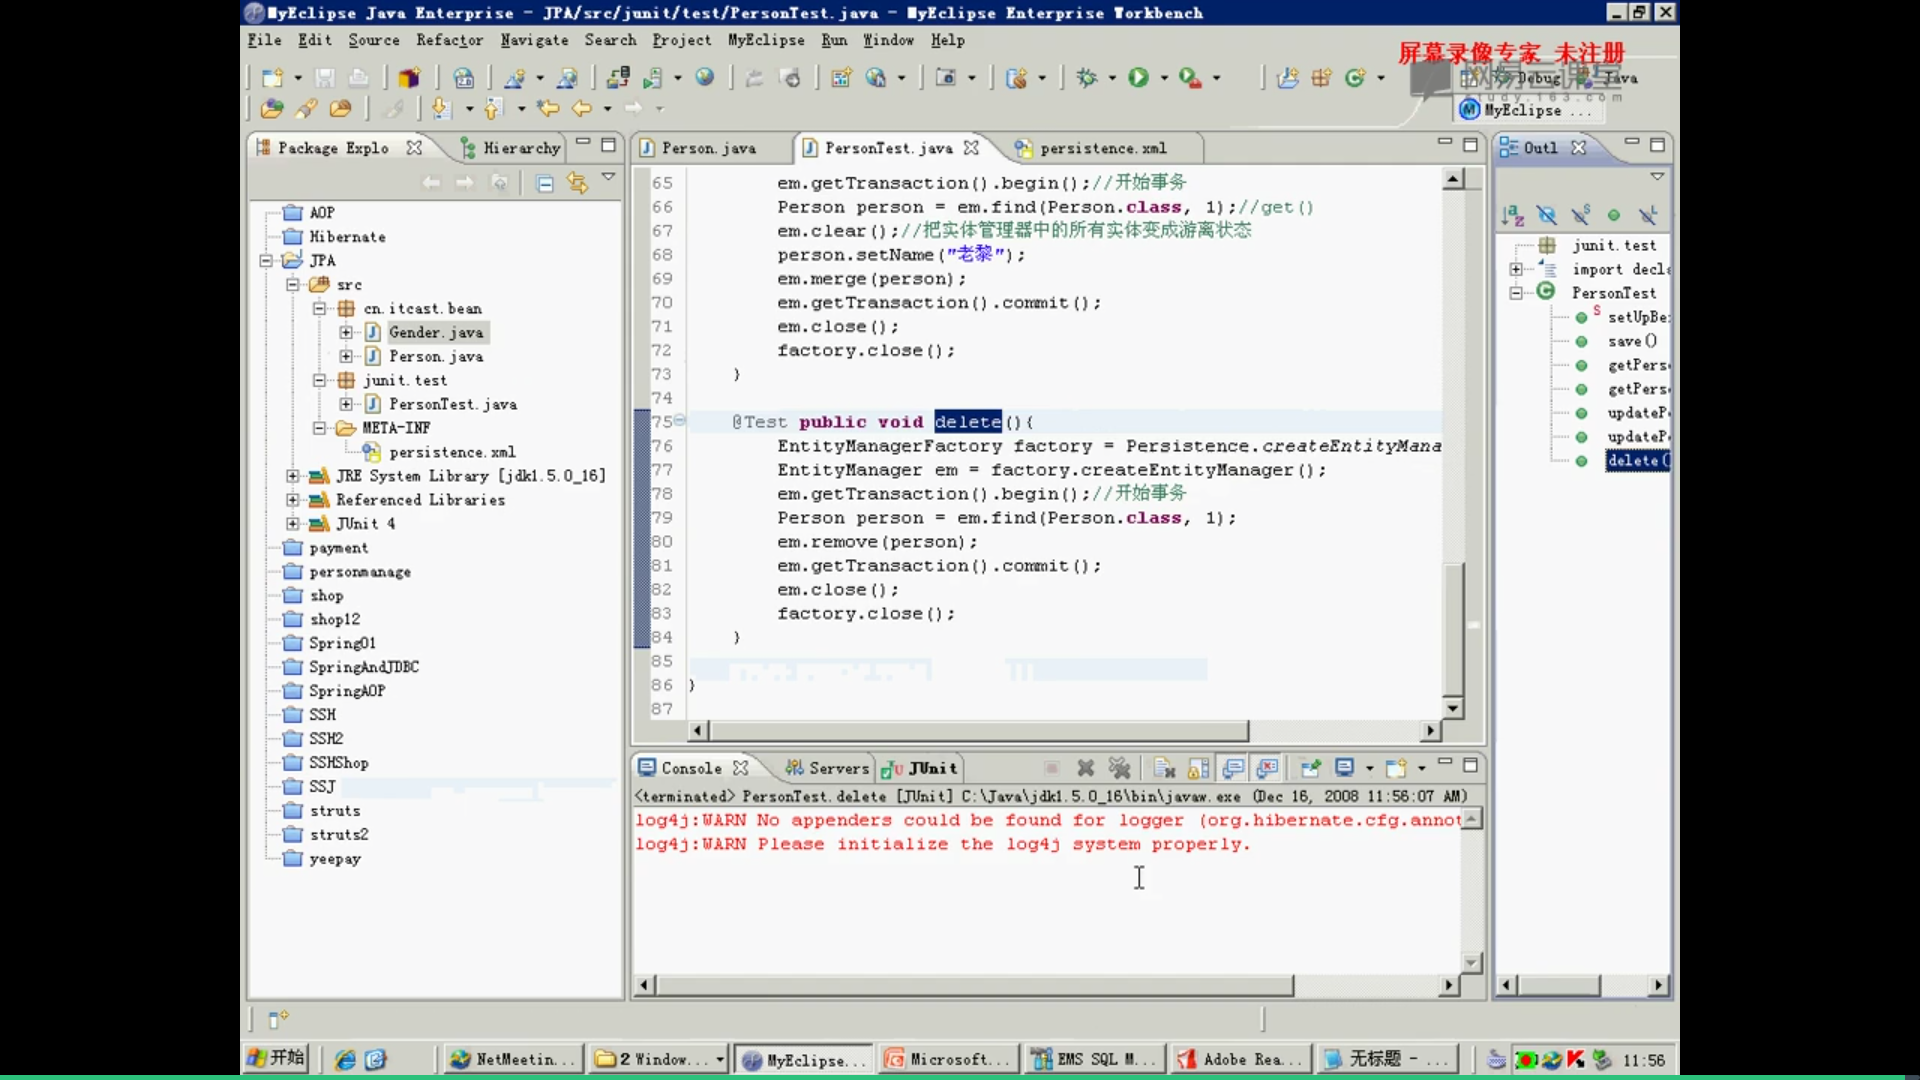 MyEclipse Java Enterprise - JPA/src/junit/test/PersonTest.java - MyEclipse Enterprise Workbench
File Edit Source Refactor Navigate Search Project MyEclipse Run Window Help
屏幕录像专家 未注册
网易云课堂
study.163.com
Debug Java
MyEclipse ...
Package Explo Hierarchy
AOP
Hibernate
JPA
src
cn.itcast.bean
Gender.java
Person.java
junit.test
PersonTest.java
META-INF
persistence.xml
JRE System Library [jdk1.5.0_16]
Referenced Libraries
JUnit 4
payment
personmanage
shop
shop12
Spring01
SpringAndJDBC
SpringAOP
SSH
SSH2
SSHShop
SSJ
struts
struts2
yeepay
Person.java PersonTest.java persistence.xml
65 em.getTransaction().begin();//开始事务
66 Person person = em.find(Person.class, 1);//get()
67 em.clear();//把实体管理器中的所有实体变成游离状态
68 person.setName("老黎");
69 em.merge(person);
70 em.getTransaction().commit();
71 em.close();
72 factory.close();
73 }
74
75 @Test public void delete(){
76 EntityManagerFactory factory = Persistence.createEntityMana
77 EntityManager em = factory.createEntityManager();
78 em.getTransaction().begin();//开始事务
79 Person person = em.find(Person.class, 1);
80 em.remove(person);
81 em.getTransaction().commit();
82 em.close();
83 factory.close();
84 }
85
86 }
87
Outl
junit.test
import decla
PersonTest
setUpBe
save()
getPers
getPers
updateP
updateP
delete(
Console Servers JUnit
<terminated> PersonTest.delete [JUnit] C:\Java\jdk1.5.0_16\bin\javaw.exe (Dec 16, 2008 11:56:07 AM)
log4j:WARN No appenders could be found for logger (org.hibernate.cfg.annot
log4j:WARN Please initialize the log4j system properly.
开始 NetMeetin... 2 Window... MyEclipse... Microsoft... EMS SQL M... Adobe Rea... 无标题 - ... 11:56